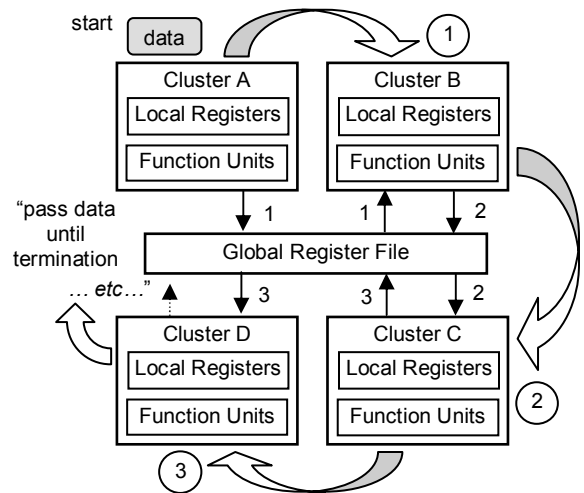 start
data
1
Cluster A
Local Registers
Function Units
Cluster B
Local Registers
Function Units
“pass data
until
termination
... etc...”
1
1
2
Global Register File
3
3
2
Cluster D
Local Registers
Function Units
Cluster C
Local Registers
Function Units
2
3